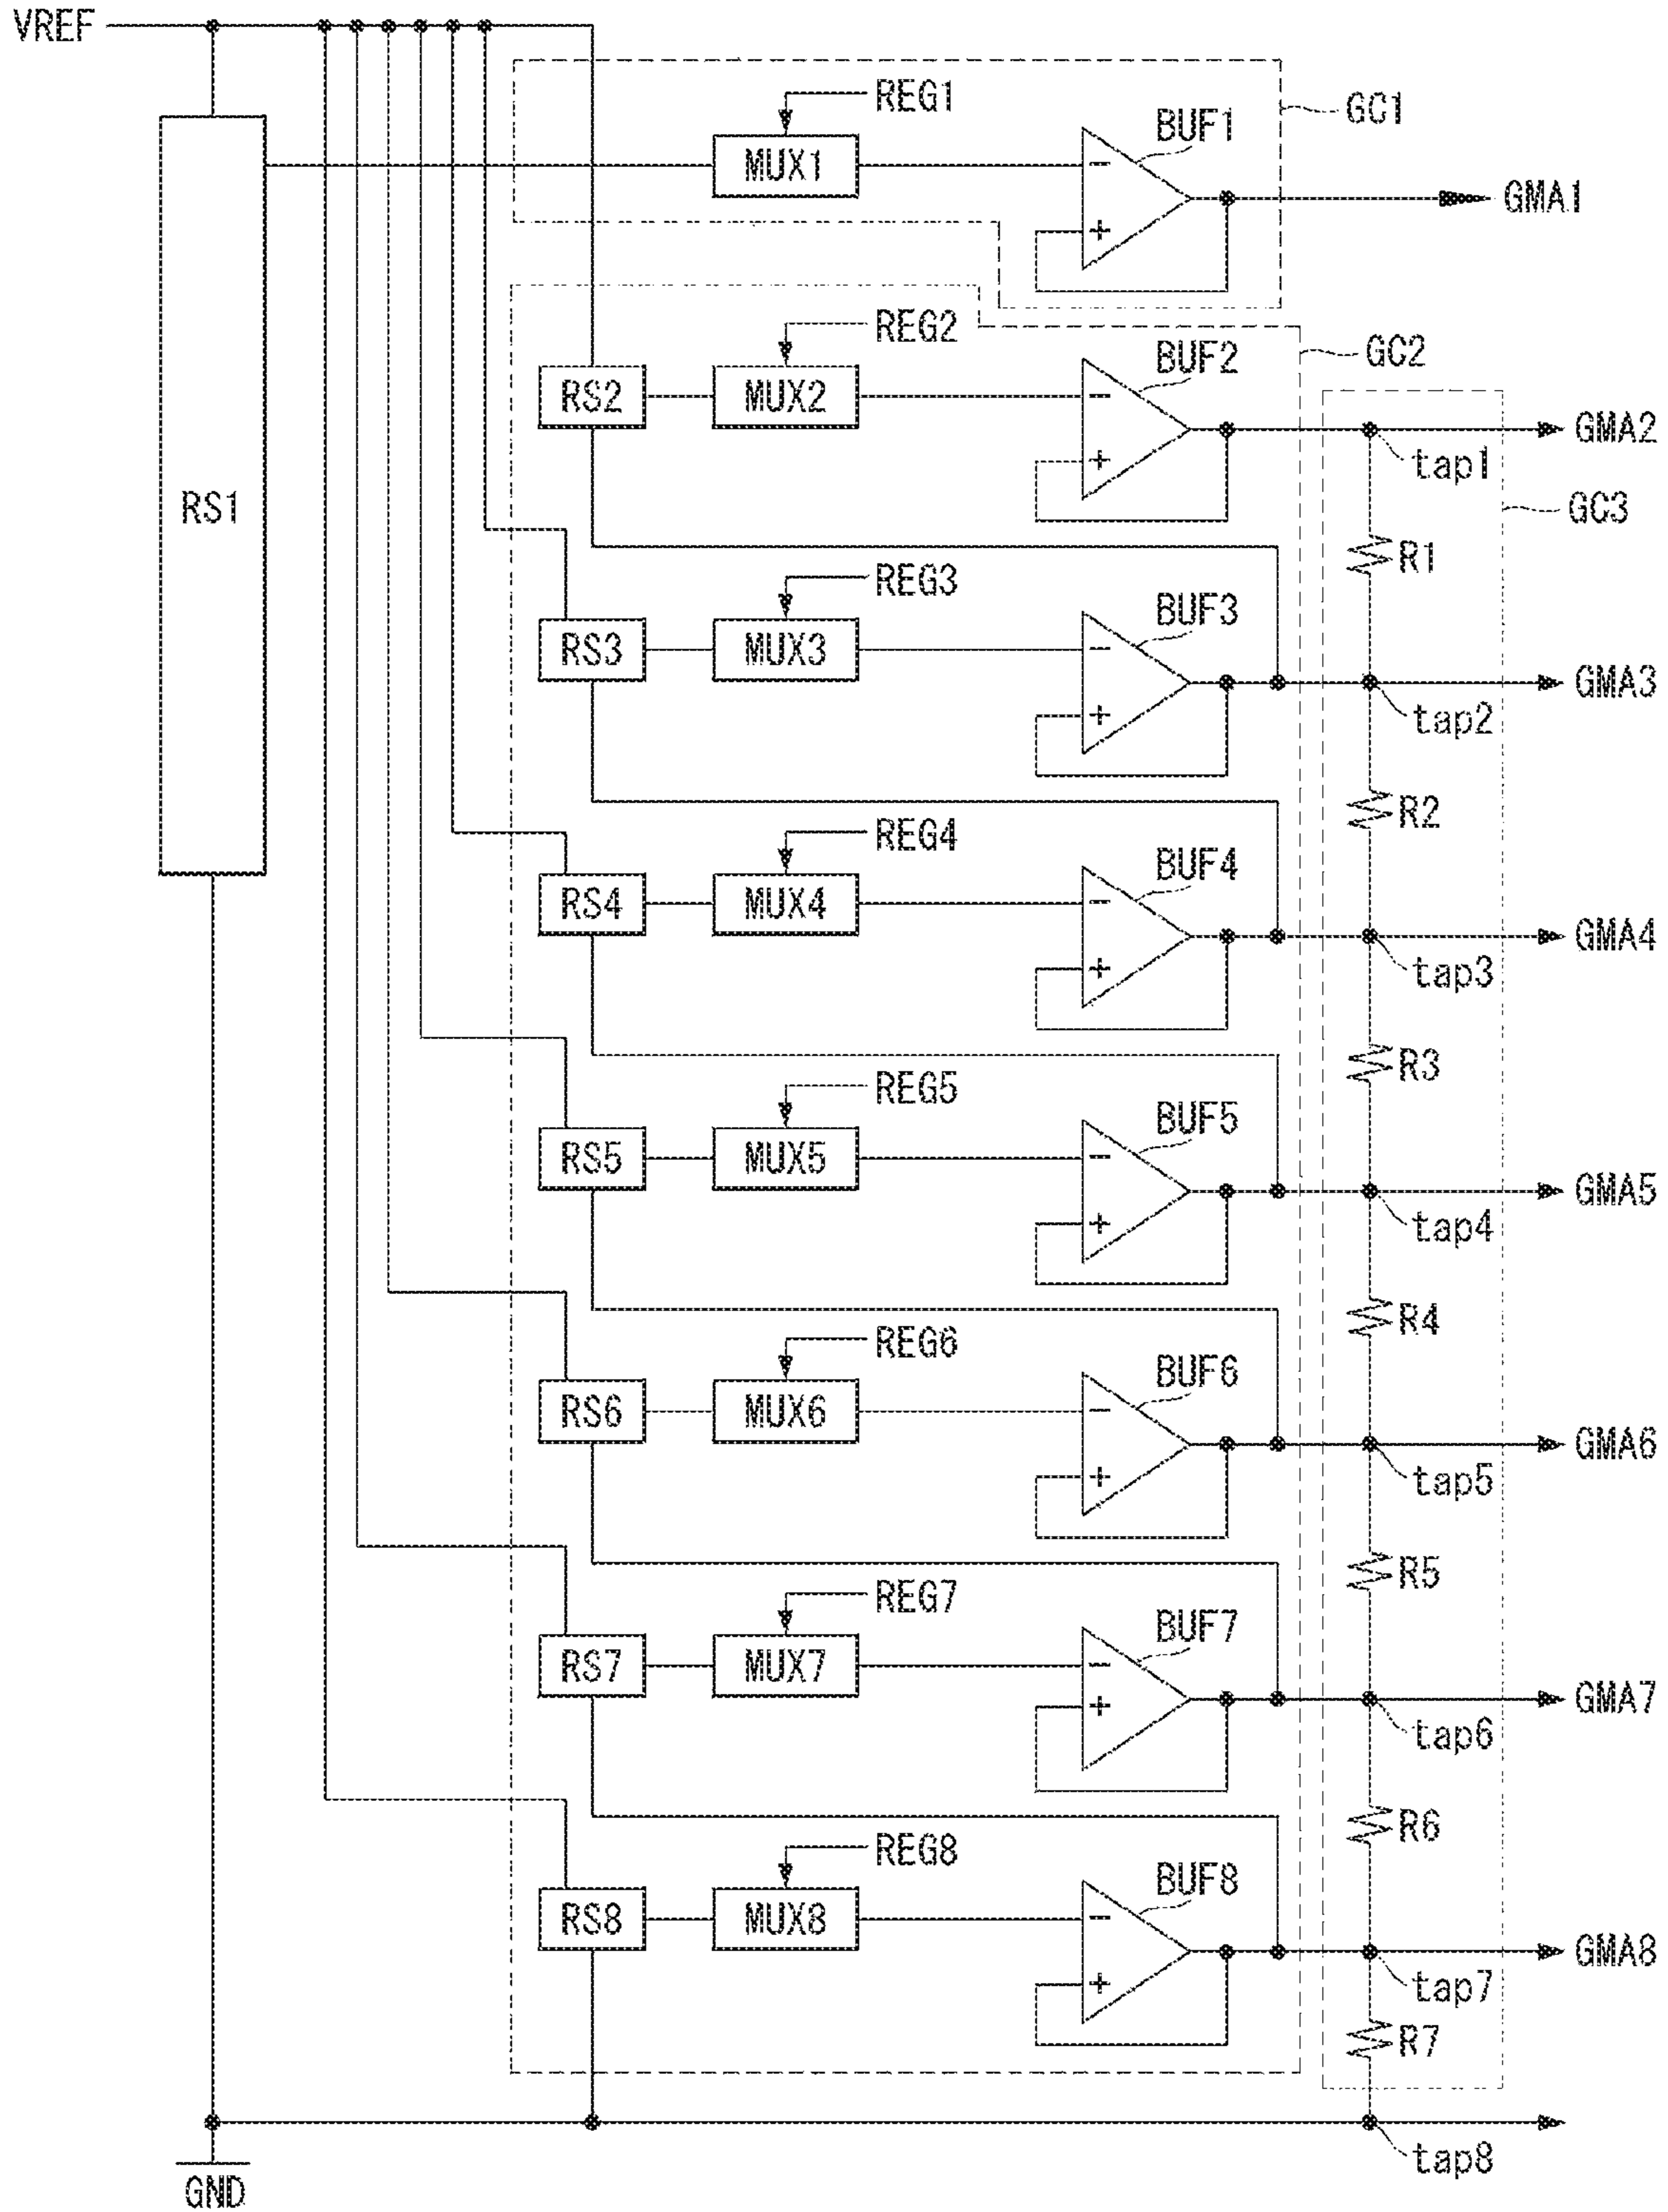 VREF
REG1
GC1
BUF1
MUX1
−
GMA1
+
REG2
GC2
BUF2
RS2
MUX2
−
GMA2
+
tap1
RS1
GC3
R1
REG3
BUF3
RS3
MUX3
−
GMA3
+
tap2
R2
REG4
BUF4
RS4
MUX4
−
GMA4
+
tap3
R3
REG5
BUF5
RS5
MUX5
−
GMA5
+
tap4
R4
REG6
BUF6
RS6
MUX6
−
GMA6
+
tap5
R5
REG7
BUF7
RS7
MUX7
−
GMA7
+
tap6
R6
REG8
BUF8
RS8
MUX8
−
GMA8
+
tap7
R7
tap8
GND